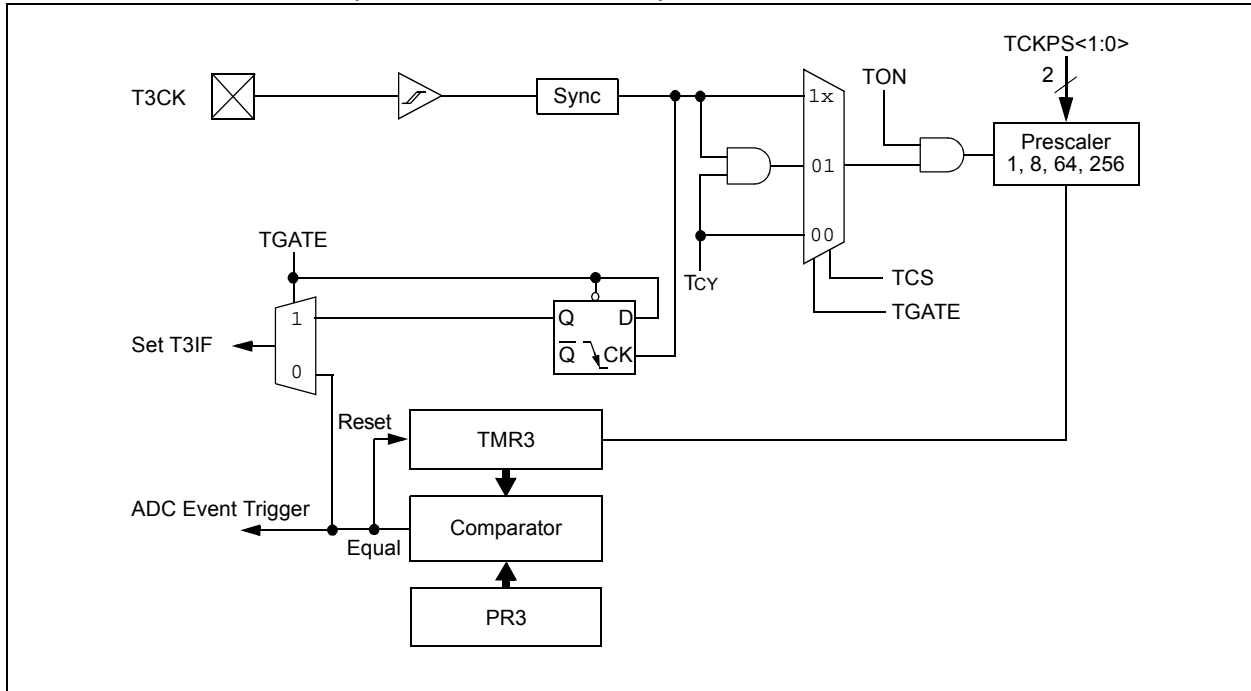 TCKPS<1:0>
2
TON
T3CK
Sync
1x
Prescaler
1, 8, 64, 256
01
00
TGATE
TCY
TCS
TGATE
1
Q
D
Set T3IF
Q
CK
0
Reset
TMR3
ADC Event Trigger
Equal
Comparator
PR3